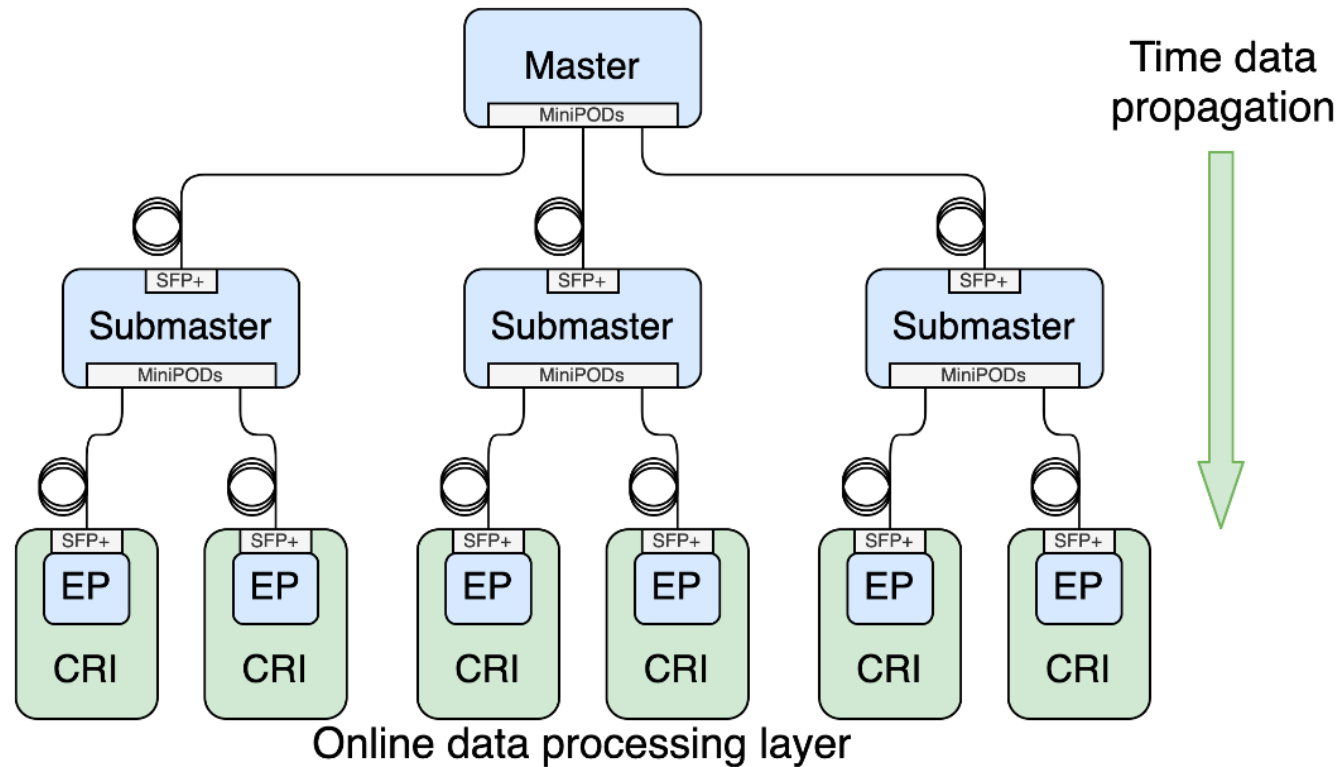 Master
MiniPODs
Time data
propagation
SFP+
Submaster
MiniPODs
SFP+
Submaster
MiniPODs
SFP+
Submaster
MiniPODs
SFP+
EP
CRI
SFP+
EP
CRI
SFP+
EP
CRI
SFP+
EP
CRI
SFP+
EP
CRI
SFP+
EP
CRI
Online data processing layer